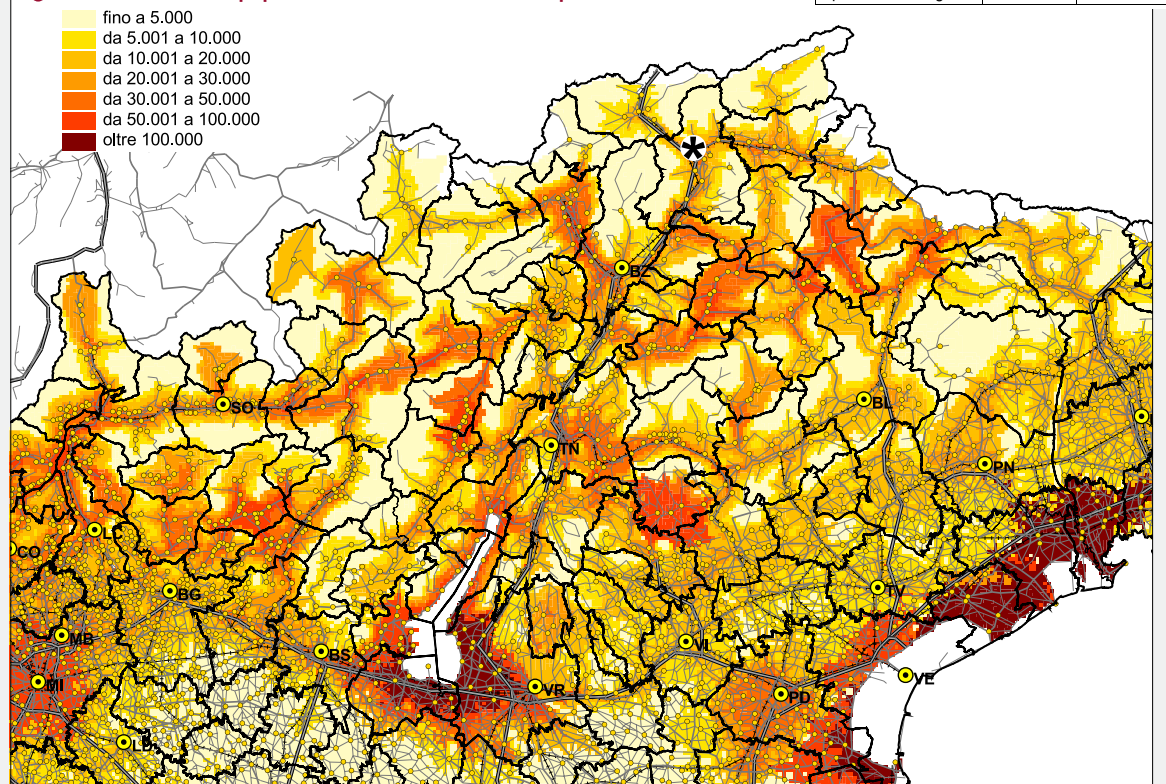 fino a 5.000
da 5.001 a 10.000
da 10.001 a 20.000
da 20.001 a 30.000
da 30.001 a 50.000
da 50.001 a 100.000
oltre 100.000
*
BZ
SO
BL
TN
PN
LC
CO
BG
TV
MB
VI
BS
VE
MI
VR
PD